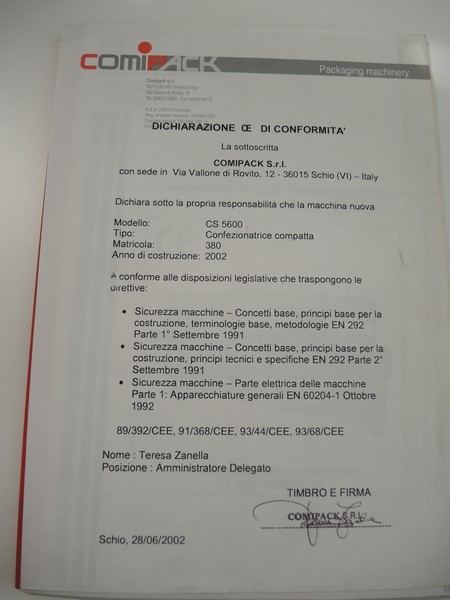 COMIPACK
Packaging machinery
Comipack s.r.l.
DICHIARAZIONE CE DI CONFORMITA'
La sottoscritta
COMIPACK S.r.l.
con sede in Via Vallone di Rovito, 12 - 36015 Schio (VI) – Italy
Dichiara sotto la propria responsabilità che la macchina nuova
Modello: CS 5600
Tipo: Confezionatrice compatta
Matricola: 380
Anno di costruzione: 2002
A conforme alle disposizioni legislative che traspongono le
direttive:
• Sicurezza macchine – Concetti base, principi base per la
costruzione, terminologie base, metodologie EN 292
Parte 1° Settembre 1991
• Sicurezza macchine – Concetti base, principi base per la
costruzione, principi tecnici e specifiche EN 292 Parte 2°
Settembre 1991
• Sicurezza macchine – Parte elettrica delle macchine
Parte 1: Apparecchiature generali EN 60204-1 Ottobre
1992
89/392/CEE, 91/368/CEE, 93/44/CEE, 93/68/CEE
Nome : Teresa Zanella
Posizione : Amministratore Delegato
TIMBRO E FIRMA
COMIPACK S.R.L.
Schio, 28/06/2002